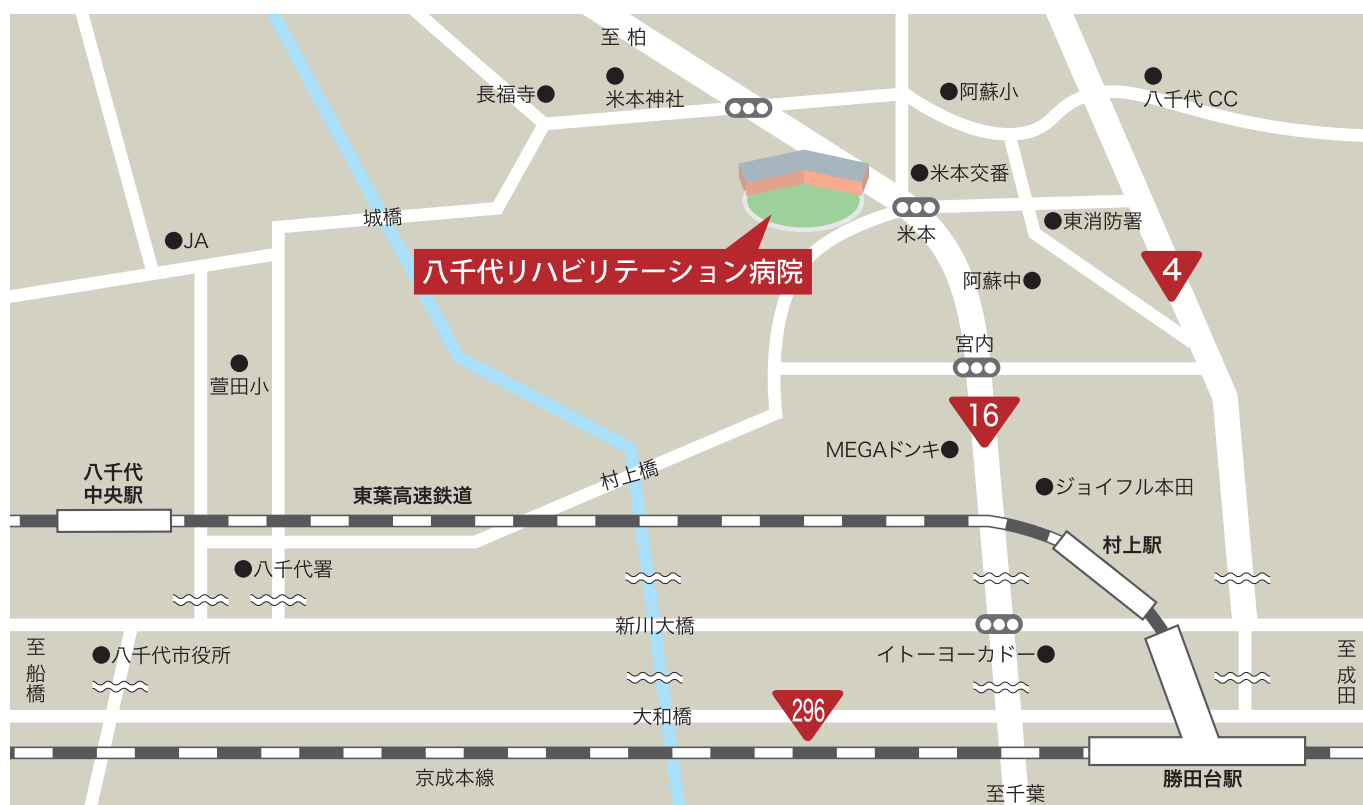 至 柏
長福寺
米本神社
阿蘇小
八千代 CC
米本交番
城橋
東消防署
米本
JA
八千代リハビリテーション病院
4
阿蘇中
宮内
萱田小
16
MEGAドンキ
八千代
中央駅
村上橋
東葉高速鉄道
ジョイフル本田
村上駅
八千代署
新川大橋
至 船橋
八千代市役所
イトーヨーカドー
至 成田
大和橋
296
京成本線
勝田台駅
至千葉